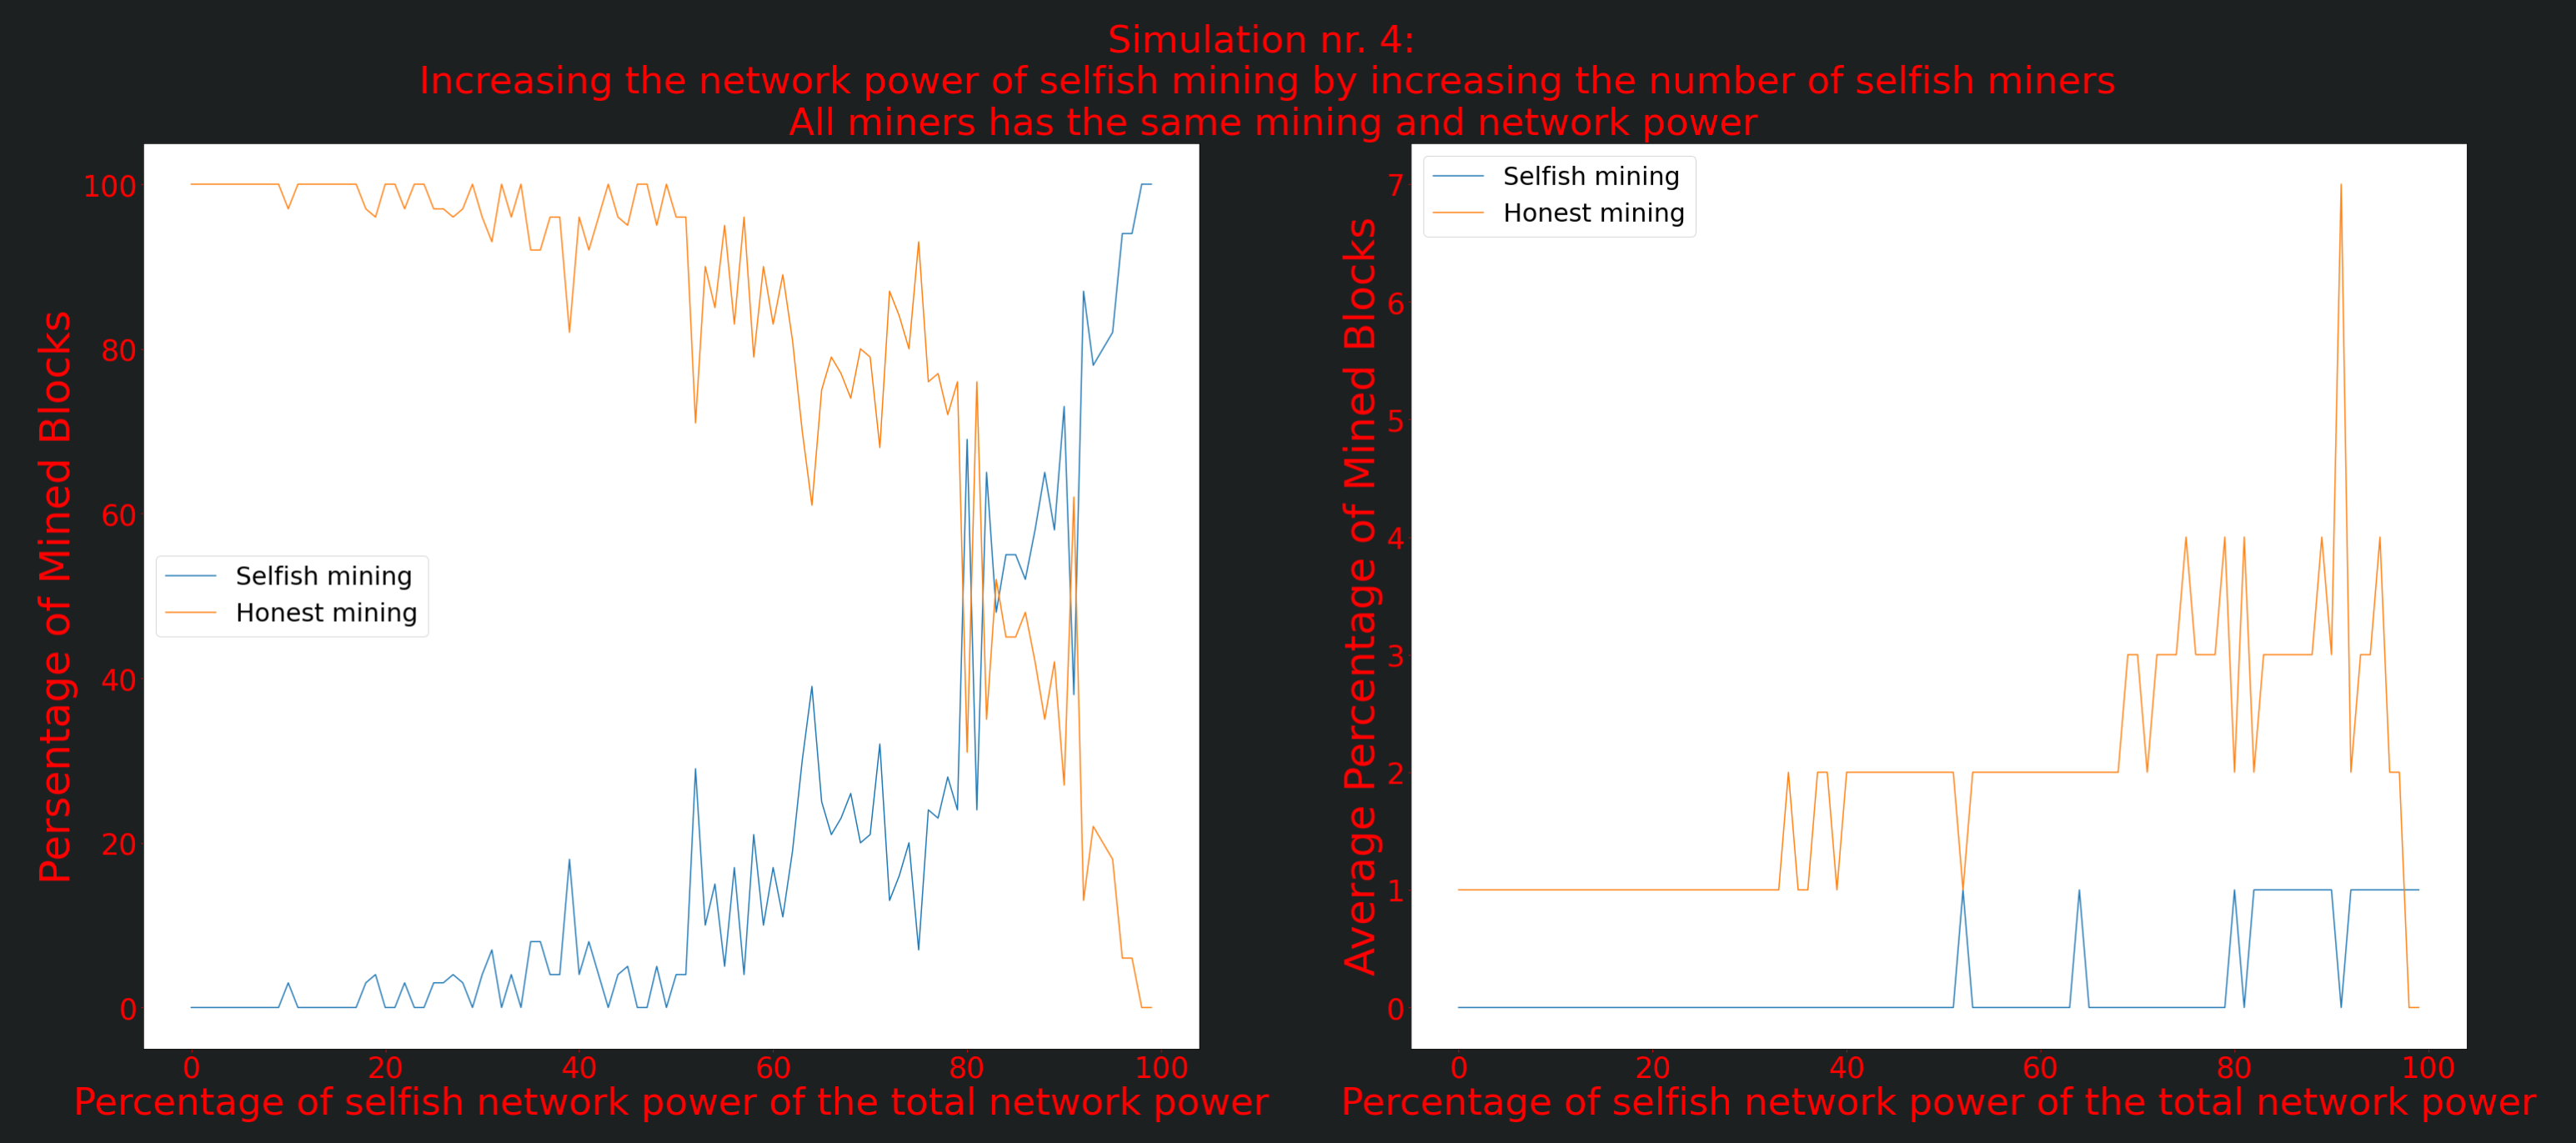 Simulation nr. 4:
Increasing the network power of selfish mining by increasing the number of selfish miners
All miners has the same mining and network power
Persentage of Mined Blocks
100
80
60
40
20
0
Selfish mining
Honest mining
0 20 40 60 80 100
Percentage of selfish network power of the total network power
Average Percentage of Mined Blocks
7
6
5
4
3
2
1
0
Selfish mining
Honest mining
0 20 40 60 80 100
Percentage of selfish network power of the total network power